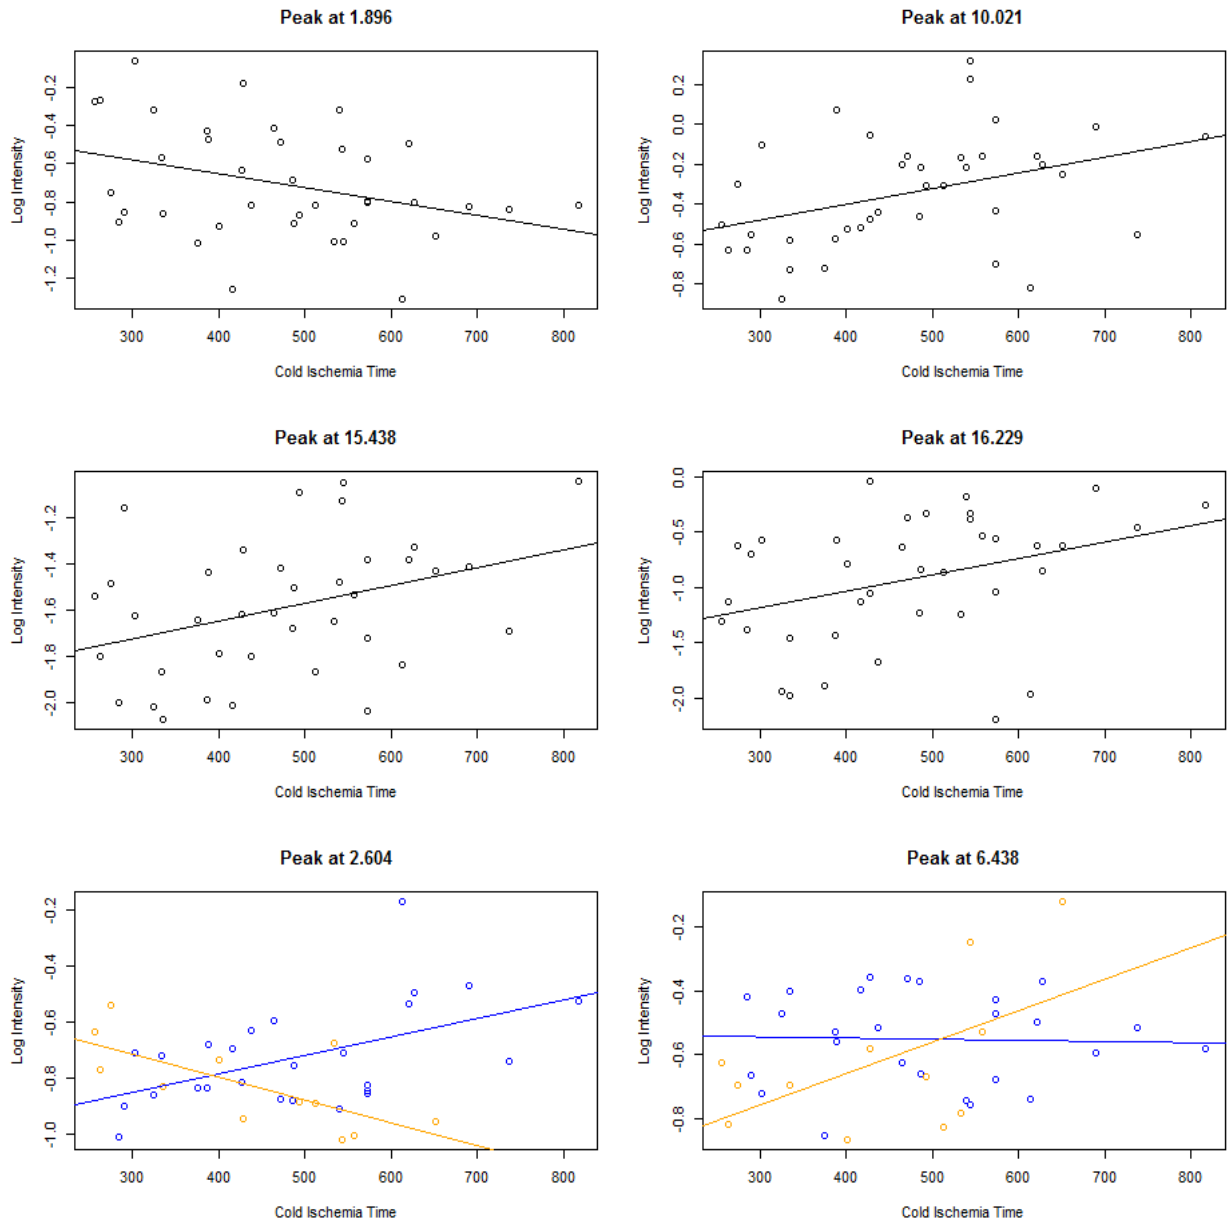 Peak at 1.896
Log Intensity
-0.2
-0.4
-0.6
-0.8
-1.0
-1.2
300 400 500 600 700 800
Cold Ischemia Time
Peak at 10.021
Log Intensity
0.2
0.0
-0.2
-0.4
-0.6
-0.8
300 400 500 600 700 800
Cold Ischemia Time
Peak at 15.438
Log Intensity
-1.2
-1.4
-1.6
-1.8
-2.0
300 400 500 600 700 800
Cold Ischemia Time
Peak at 16.229
Log Intensity
0.0
-0.5
-1.0
-1.5
-2.0
300 400 500 600 700 800
Cold Ischemia Time
Peak at 2.604
Log Intensity
-0.2
-0.4
-0.6
-0.8
-1.0
300 400 500 600 700 800
Cold Ischemia Time
Peak at 6.438
Log Intensity
-0.2
-0.4
-0.6
-0.8
300 400 500 600 700 800
Cold Ischemia Time